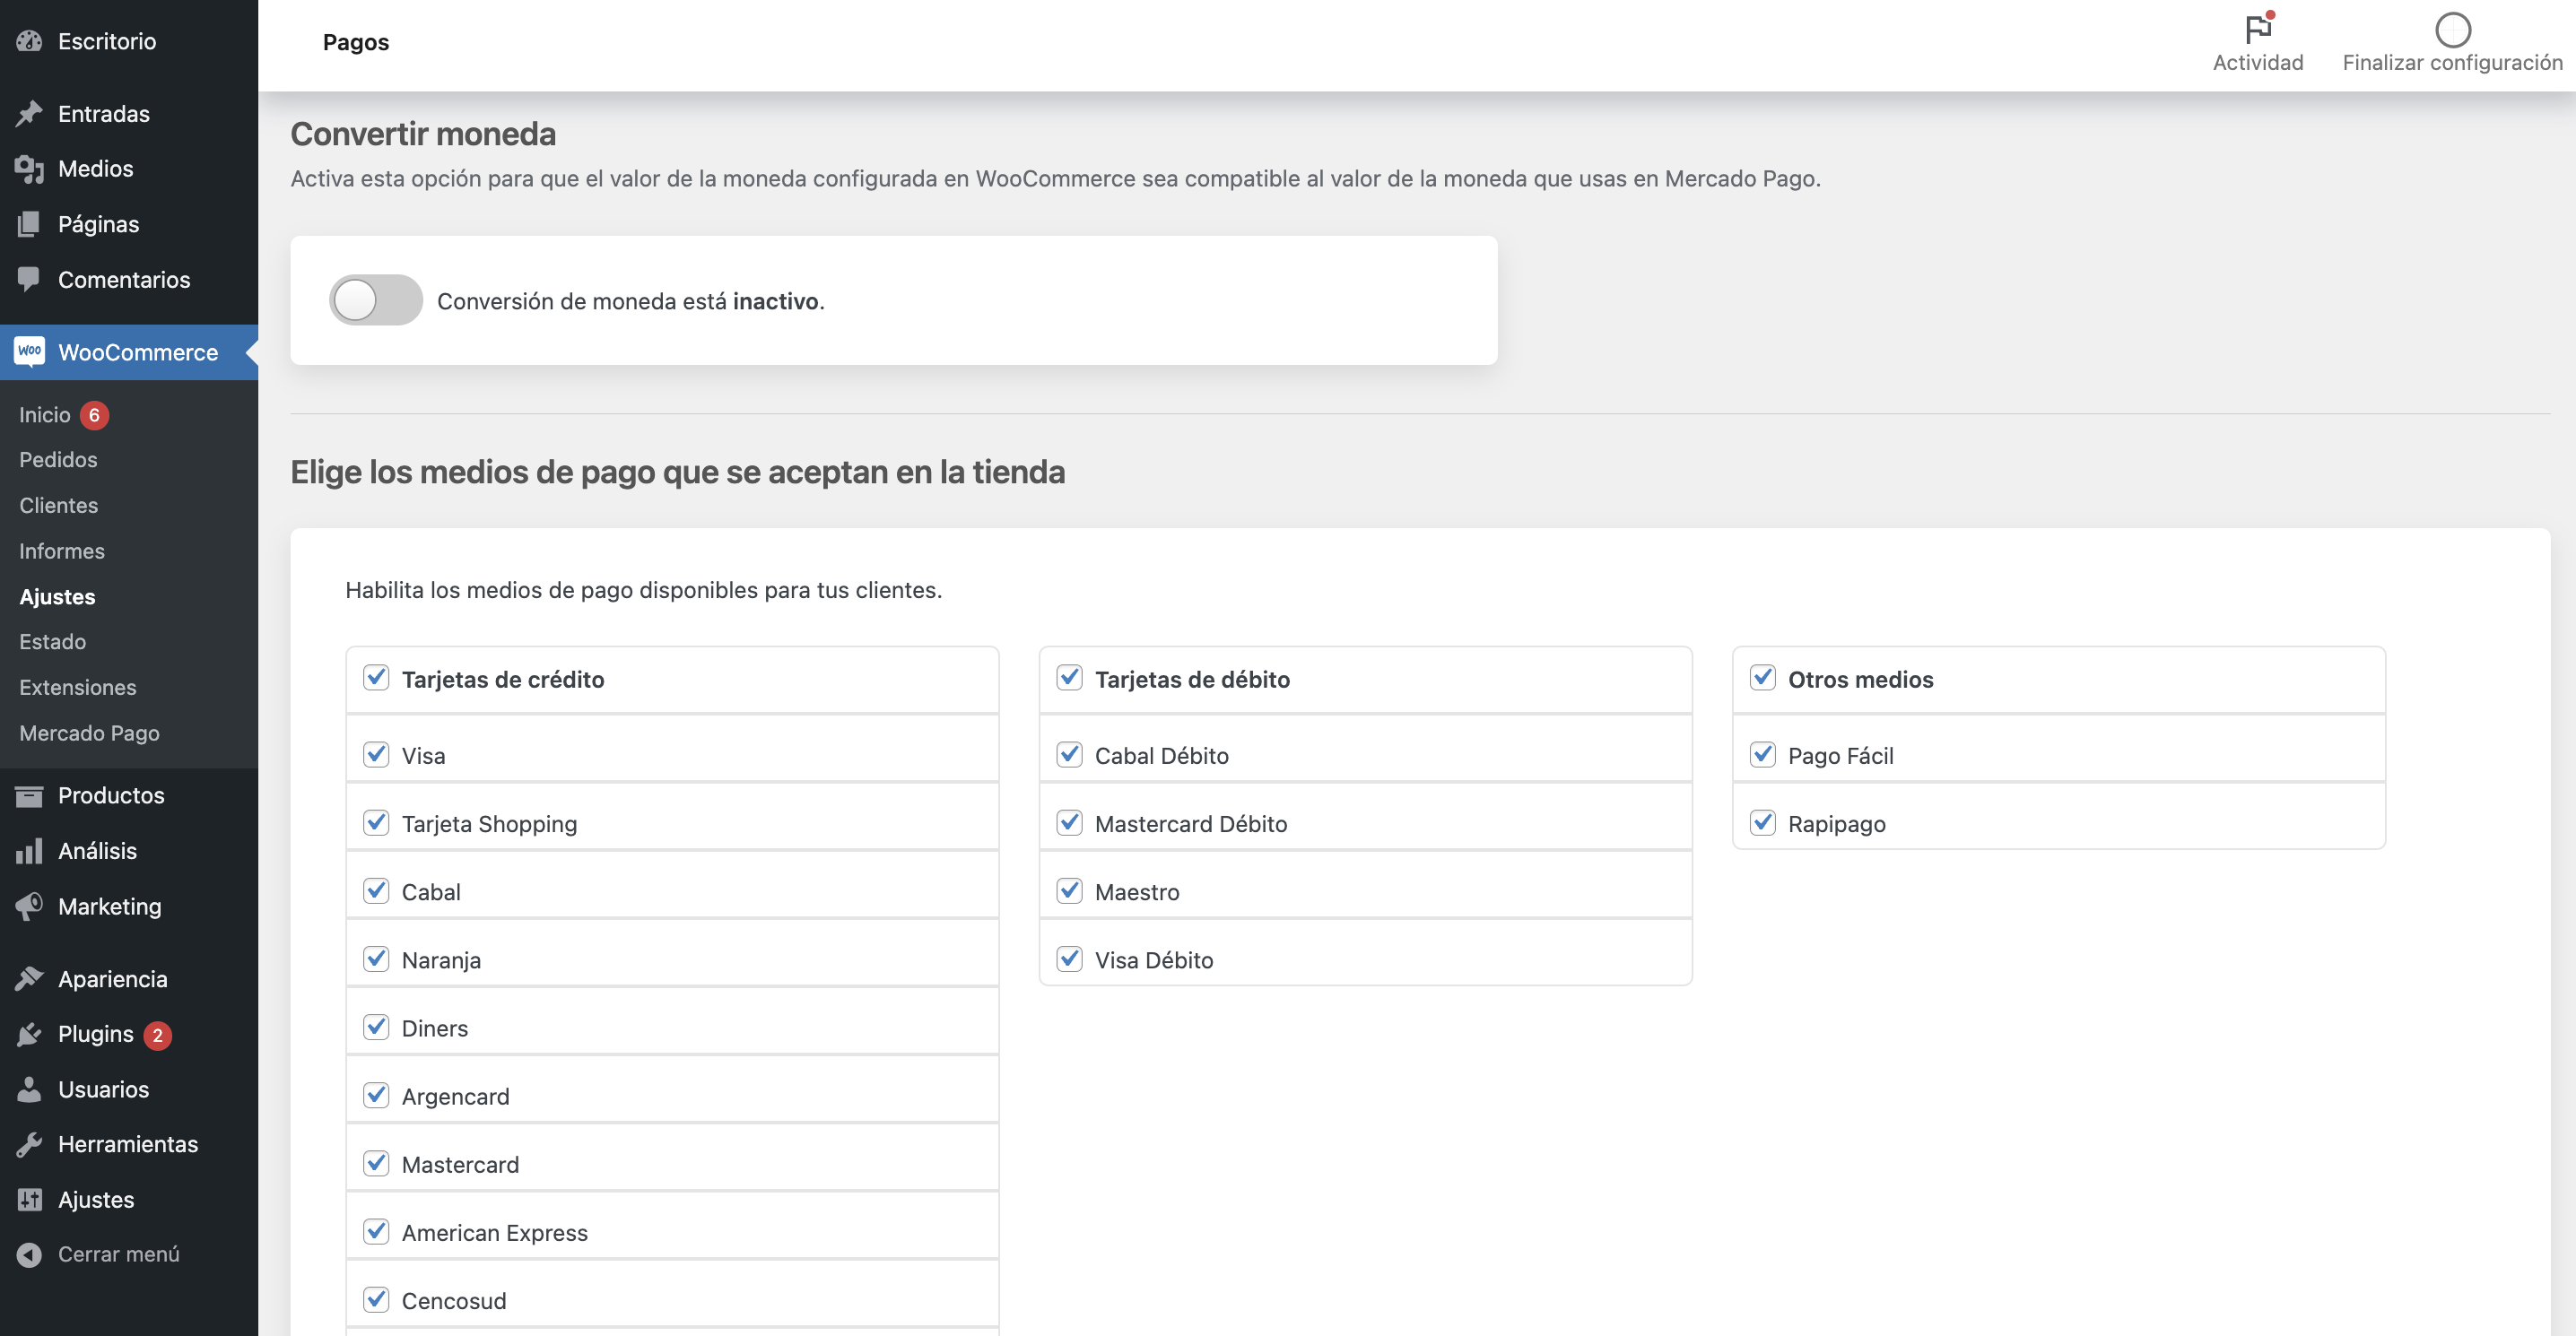 Escritorio
Entradas
Medios
Páginas
Comentarios
Woo WooCommerce
Inicio 6
Pedidos
Clientes
Informes
Ajustes
Estado
Extensiones
Mercado Pago
Productos
Análisis
Marketing
Apariencia
Plugins 2
Usuarios
Herramientas
Ajustes
Cerrar menú
Pagos
Actividad
Finalizar configuración
Convertir moneda
Activa esta opción para que el valor de la moneda configurada en WooCommerce sea compatible al valor de la moneda que usas en Mercado Pago.
Conversión de moneda está inactivo.
Elige los medios de pago que se aceptan en la tienda
Habilita los medios de pago disponibles para tus clientes.
Tarjetas de crédito
Visa
Tarjeta Shopping
Cabal
Naranja
Diners
Argencard
Mastercard
American Express
Cencosud
Tarjetas de débito
Cabal Débito
Mastercard Débito
Maestro
Visa Débito
Otros medios
Pago Fácil
Rapipago